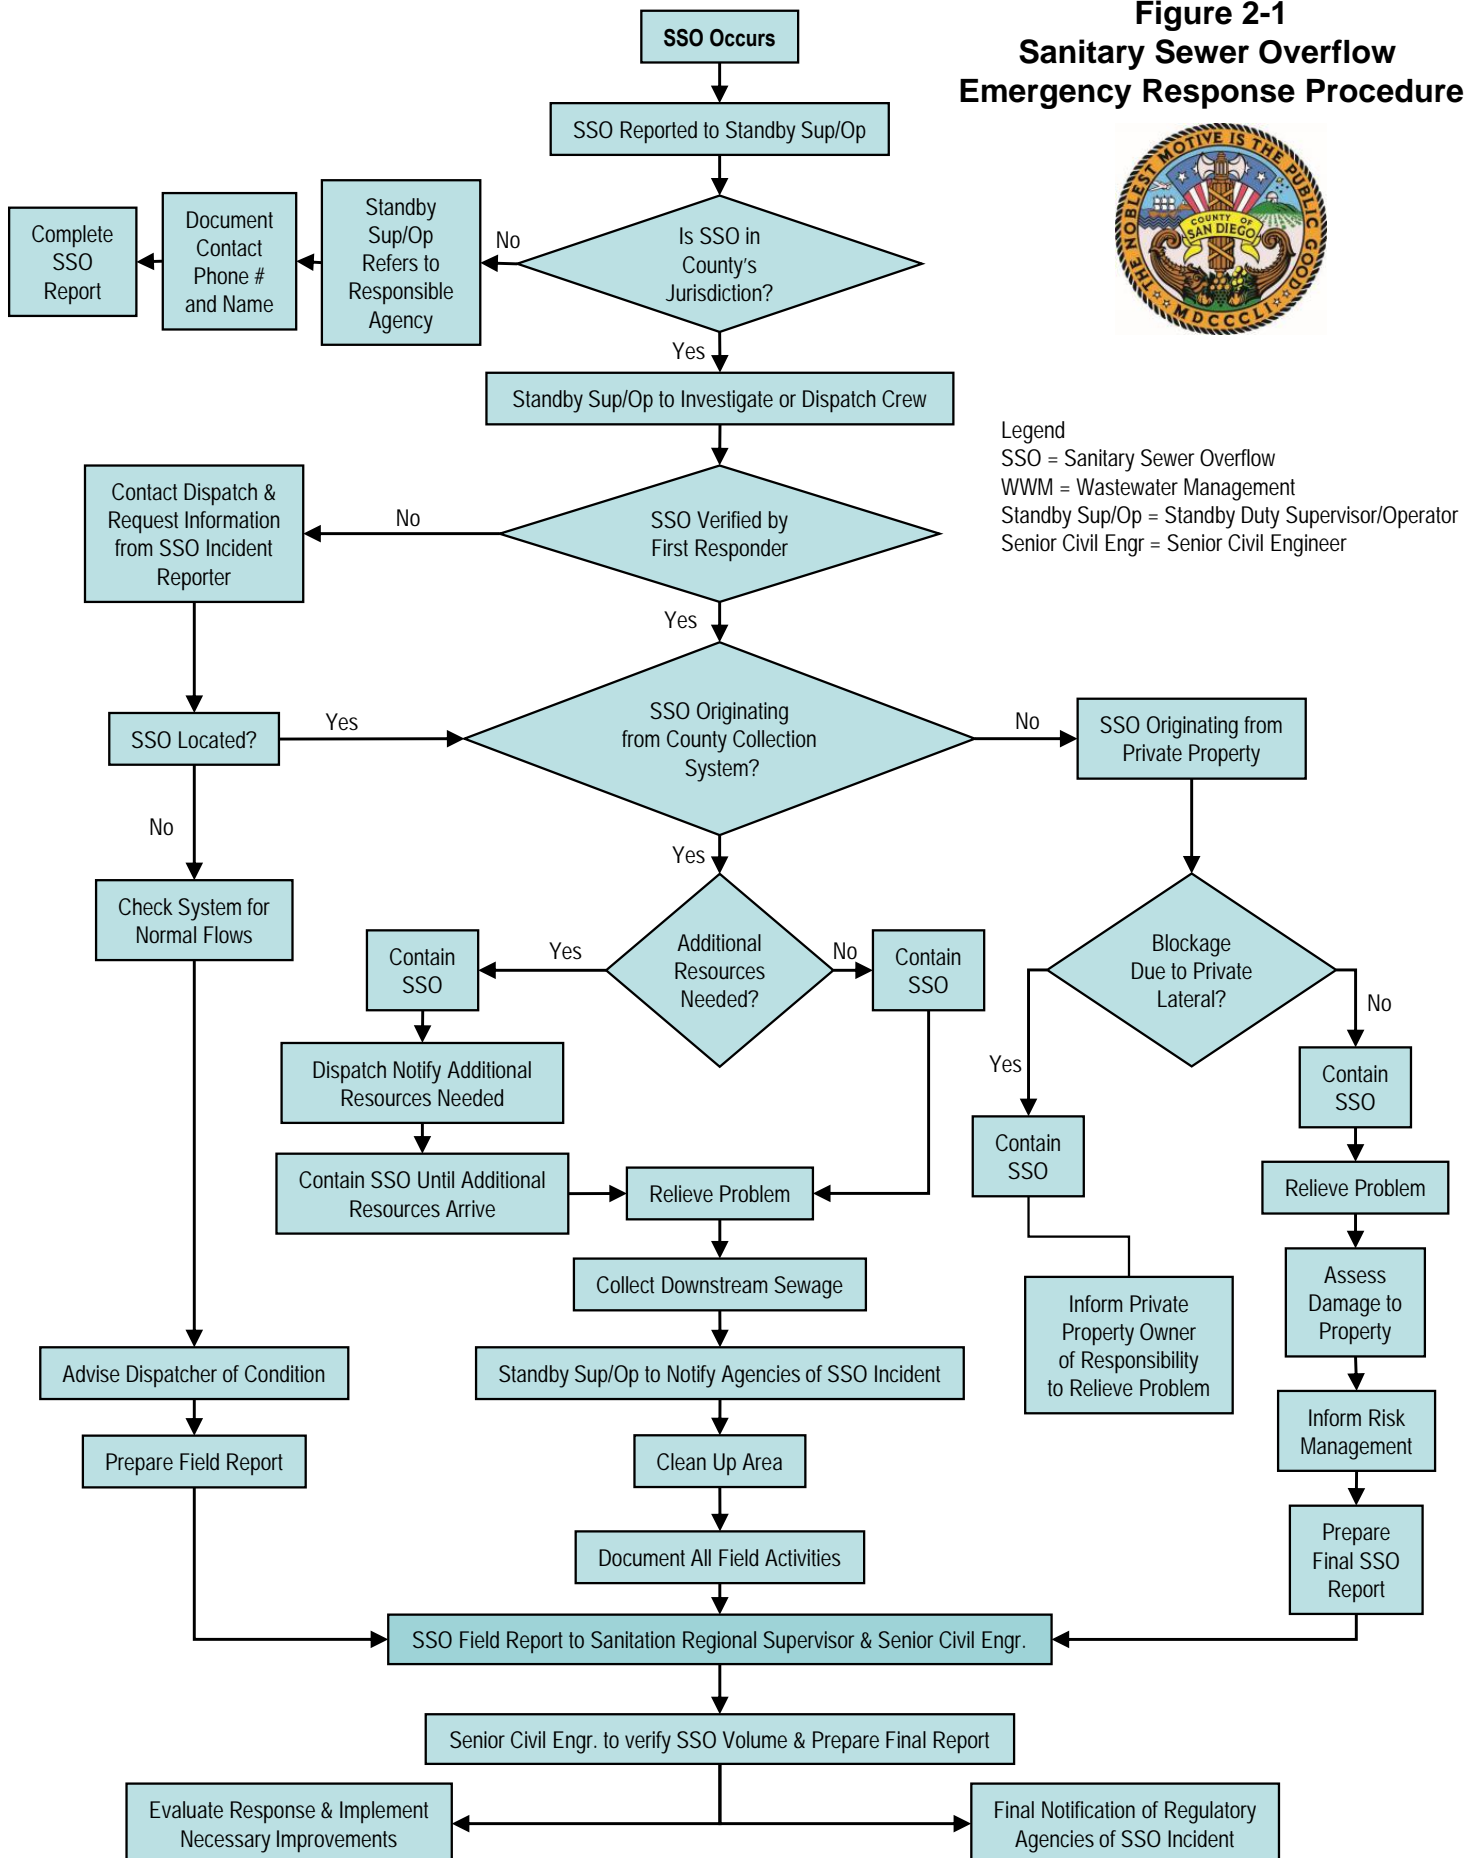 Figure 2-1
Sanitary Sewer Overflow
Emergency Response Procedure
THE NOBLEST MOTIVE IS THE PUBLIC GOOD
COUNTY OF
SAN DIEGO
MDCCCLI
SSO Occurs
SSO Reported to Standby Sup/Op
Is SSO in
County's
Jurisdiction?
No
Standby
Sup/Op
Refers to
Responsible
Agency
Document
Contact
Phone #
and Name
Complete
SSO
Report
Yes
Standby Sup/Op to Investigate or Dispatch Crew
Legend
SSO = Sanitary Sewer Overflow
WWM = Wastewater Management
Standby Sup/Op = Standby Duty Supervisor/Operator
Senior Civil Engr = Senior Civil Engineer
SSO Verified by
First Responder
No
Contact Dispatch &
Request Information
from SSO Incident
Reporter
Yes
SSO Located?
Yes
SSO Originating
from County Collection
System?
No
SSO Originating from
Private Property
No
Check System for
Normal Flows
Yes
Additional
Resources
Needed?
Yes
Contain
SSO
No
Contain
SSO
Dispatch Notify Additional
Resources Needed
Contain SSO Until Additional
Resources Arrive
Relieve Problem
Collect Downstream Sewage
Standby Sup/Op to Notify Agencies of SSO Incident
Clean Up Area
Document All Field Activities
Blockage
Due to Private
Lateral?
Yes
Contain
SSO
Inform Private
Property Owner
of Responsibility
to Relieve Problem
No
Contain
SSO
Relieve Problem
Assess
Damage to
Property
Inform Risk
Management
Prepare
Final SSO
Report
Advise Dispatcher of Condition
Prepare Field Report
SSO Field Report to Sanitation Regional Supervisor & Senior Civil Engr.
Senior Civil Engr. to verify SSO Volume & Prepare Final Report
Evaluate Response & Implement
Necessary Improvements
Final Notification of Regulatory
Agencies of SSO Incident